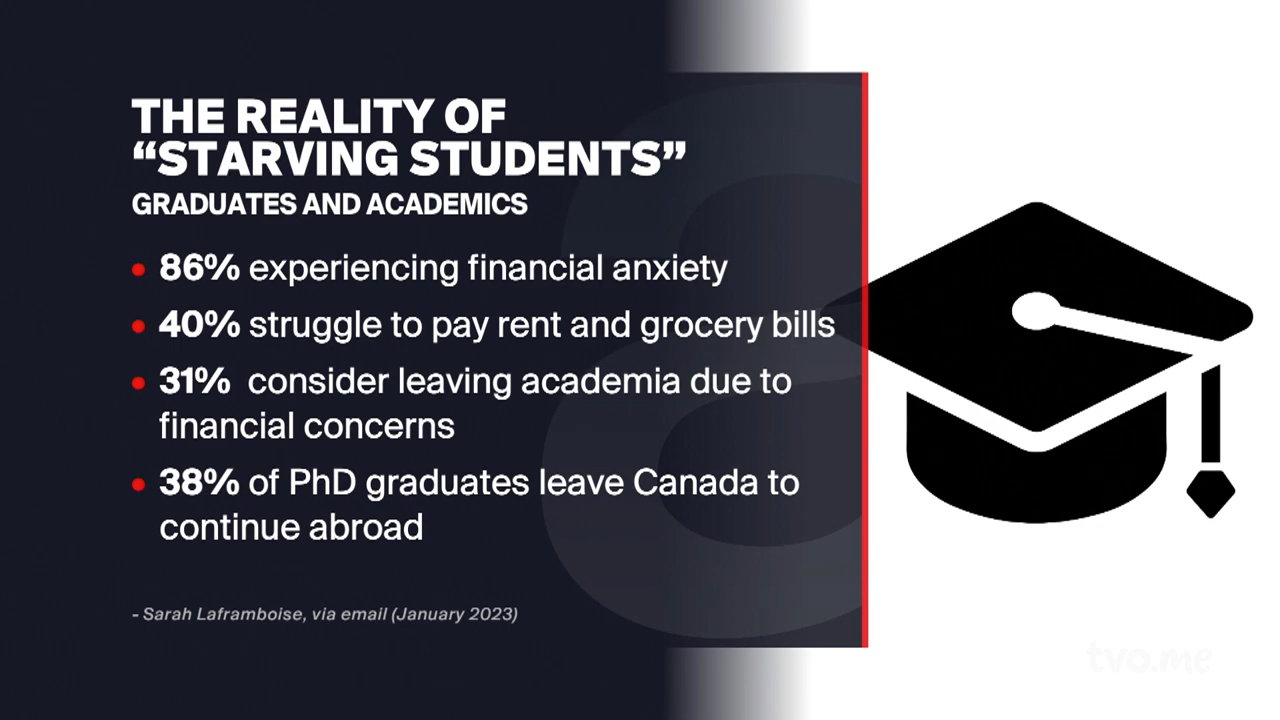 THE REALITY OF
“STARVING STUDENTS”
GRADUATES AND ACADEMICS
• 86% experiencing financial anxiety
• 40% struggle to pay rent and grocery bills
• 31% consider leaving academia due to
financial concerns
• 38% of PhD graduates leave Canada to
continue abroad
- Sarah Laframboise, via email (January 2023)
tvo.me